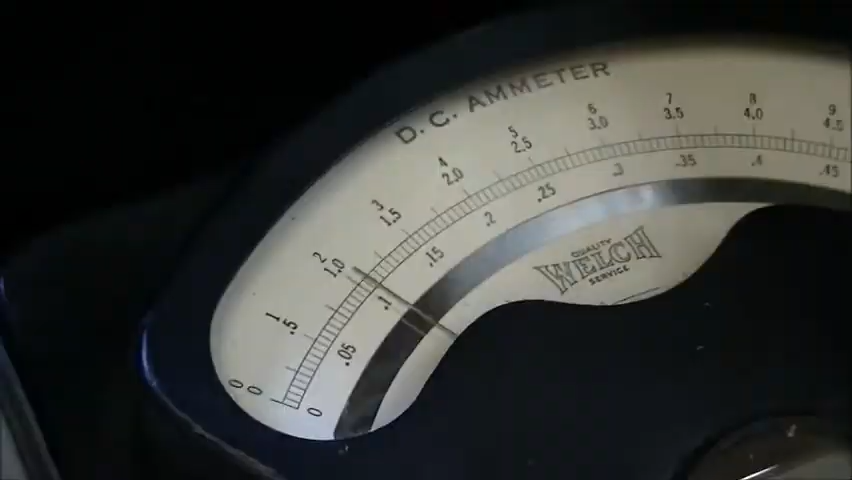 D. C. AMMETER
0 1 2 3 4 5 6 7 8 9
0 .5 1.0 1.5 2.0 2.5 3.0 3.5 4.0 4.5
0 .05 .1 .15 .2 .25 .3 .35 .4 .45
QUALITY
WELCH
SERVICE